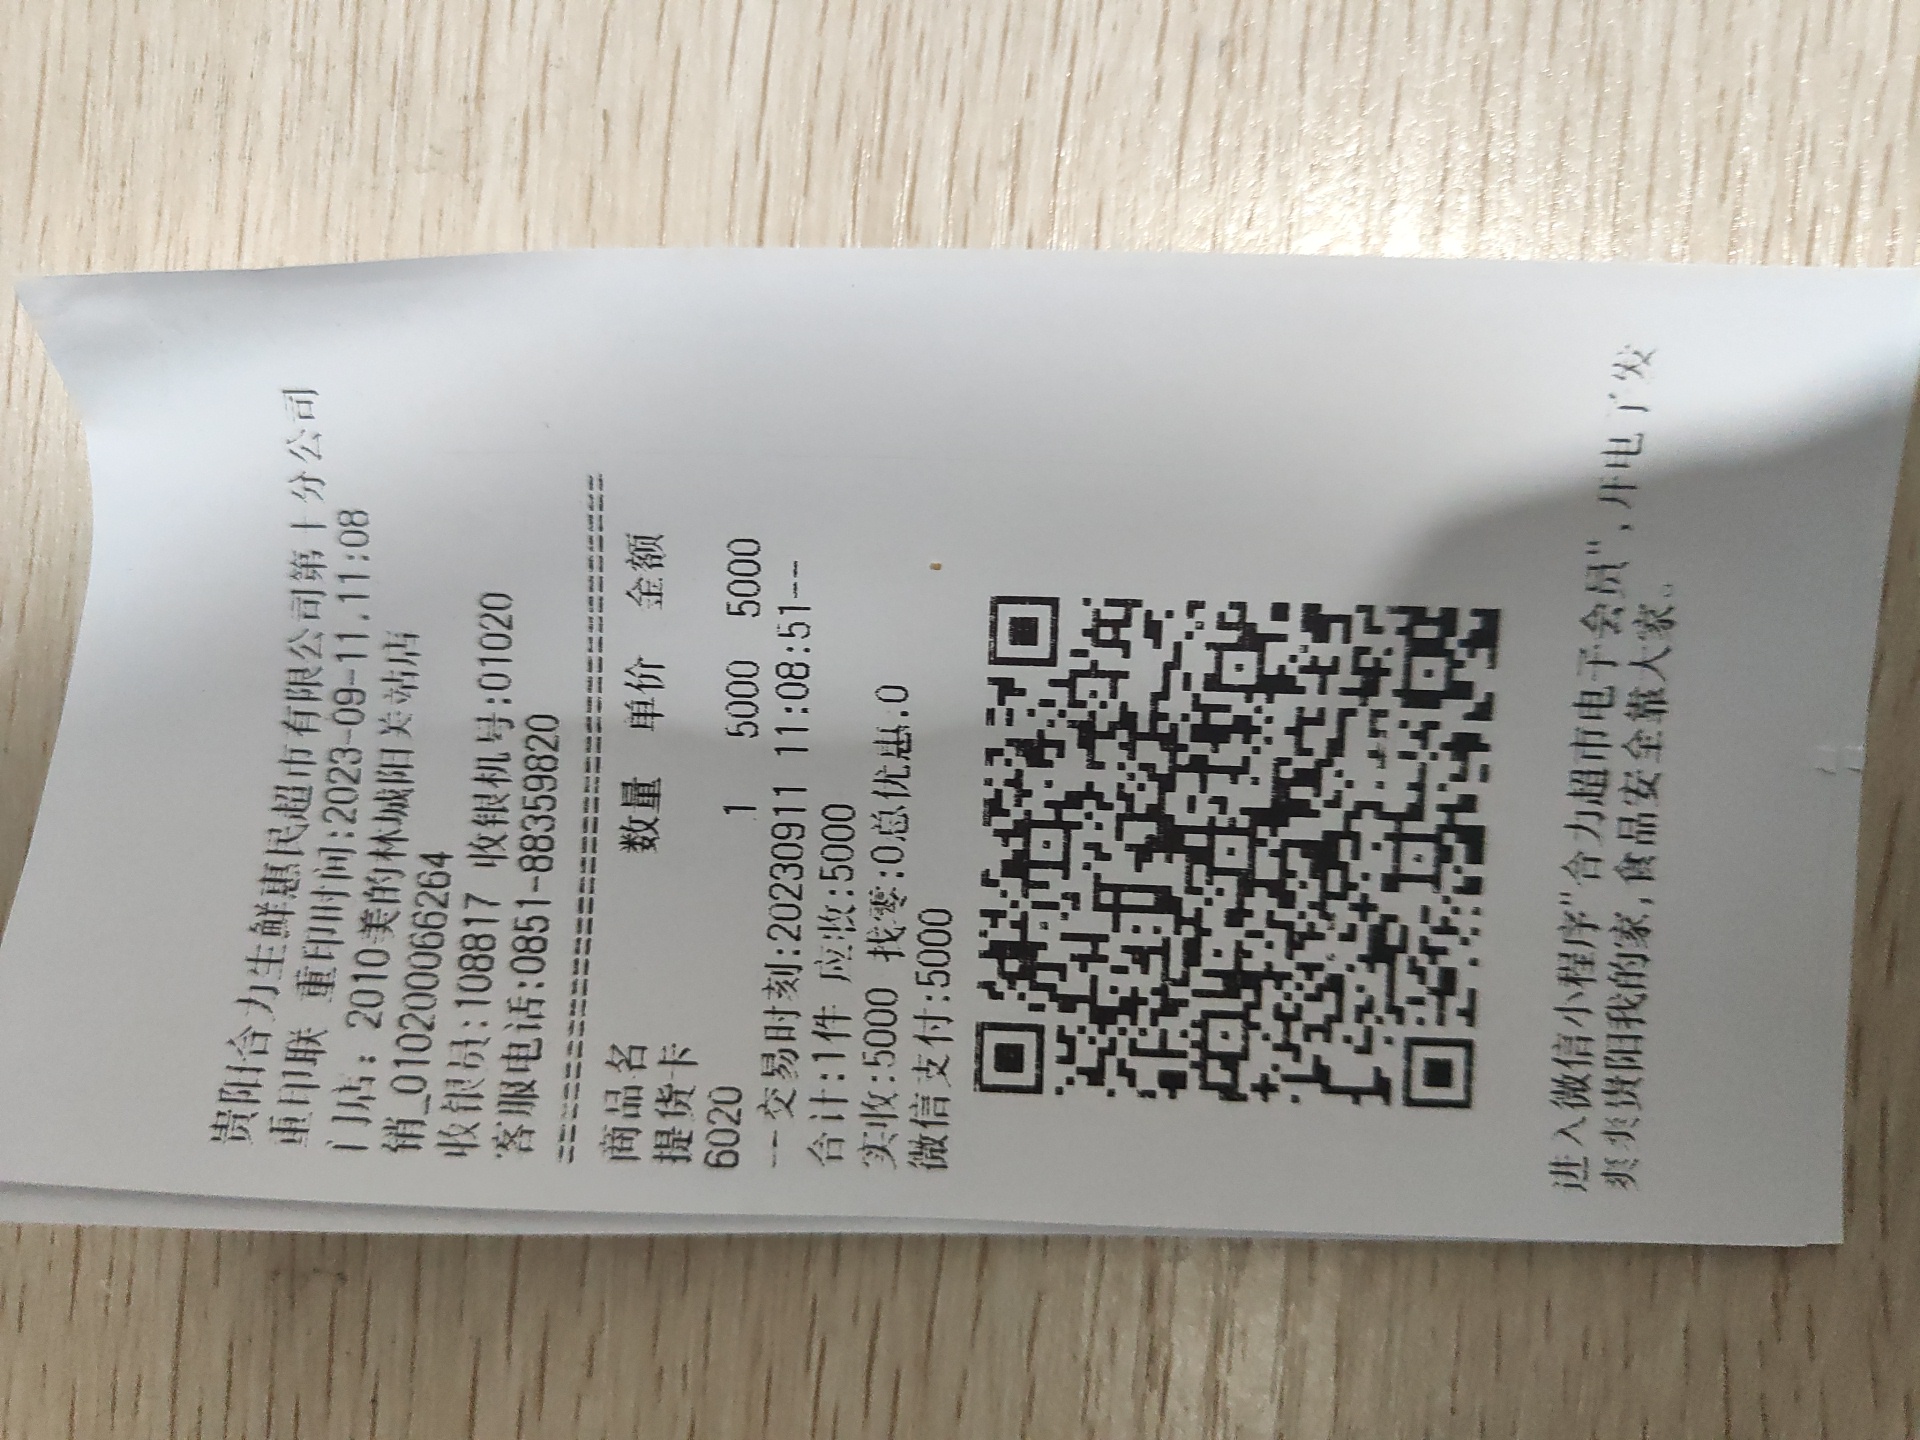 贵阳合力生鲜惠民超市有限公司第十分公司
重印联 重印时间:2023-09-11,11:08
门店: 2010美的林城阳关站店
销_01020006​6264
收银员:108817 收银机号:01020
客服电话:0851-88359820
==========================================
商品名 数量 单价 金额
提货卡
6020 1 5000 5000
--交易时刻:20230911 11:08:51--
合计:1件 应收:5000
实收:5000 找零:0总优惠:0
微信支付:5000
进入微信小程序"合力超市电子会员",开电子发
爽爽贵阳我的家,食品安全靠大家。